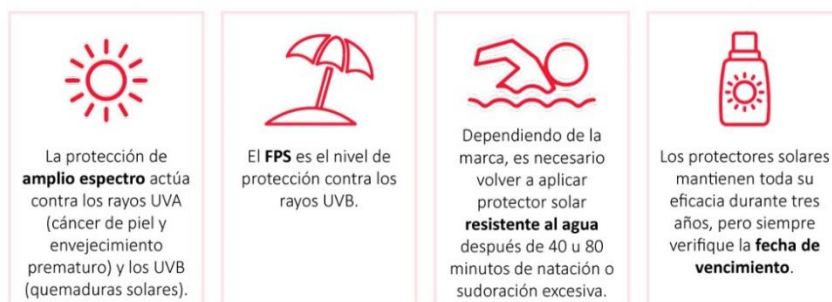 La protección de
amplio espectro actúa
contra los rayos UVA
(cáncer de piel y
envejecimiento
prematuro) y los UVB
(quemaduras solares).
El FPS es el nivel de
protección contra los
rayos UVB.
Dependiendo de la
marca, es necesario
volver a aplicar
protector solar
resistente al agua
después de 40 u 80
minutos de natación o
sudoración excesiva.
Los protectores solares
mantienen toda su
eficacia durante tres
años, pero siempre
verifique la fecha de
vencimiento.